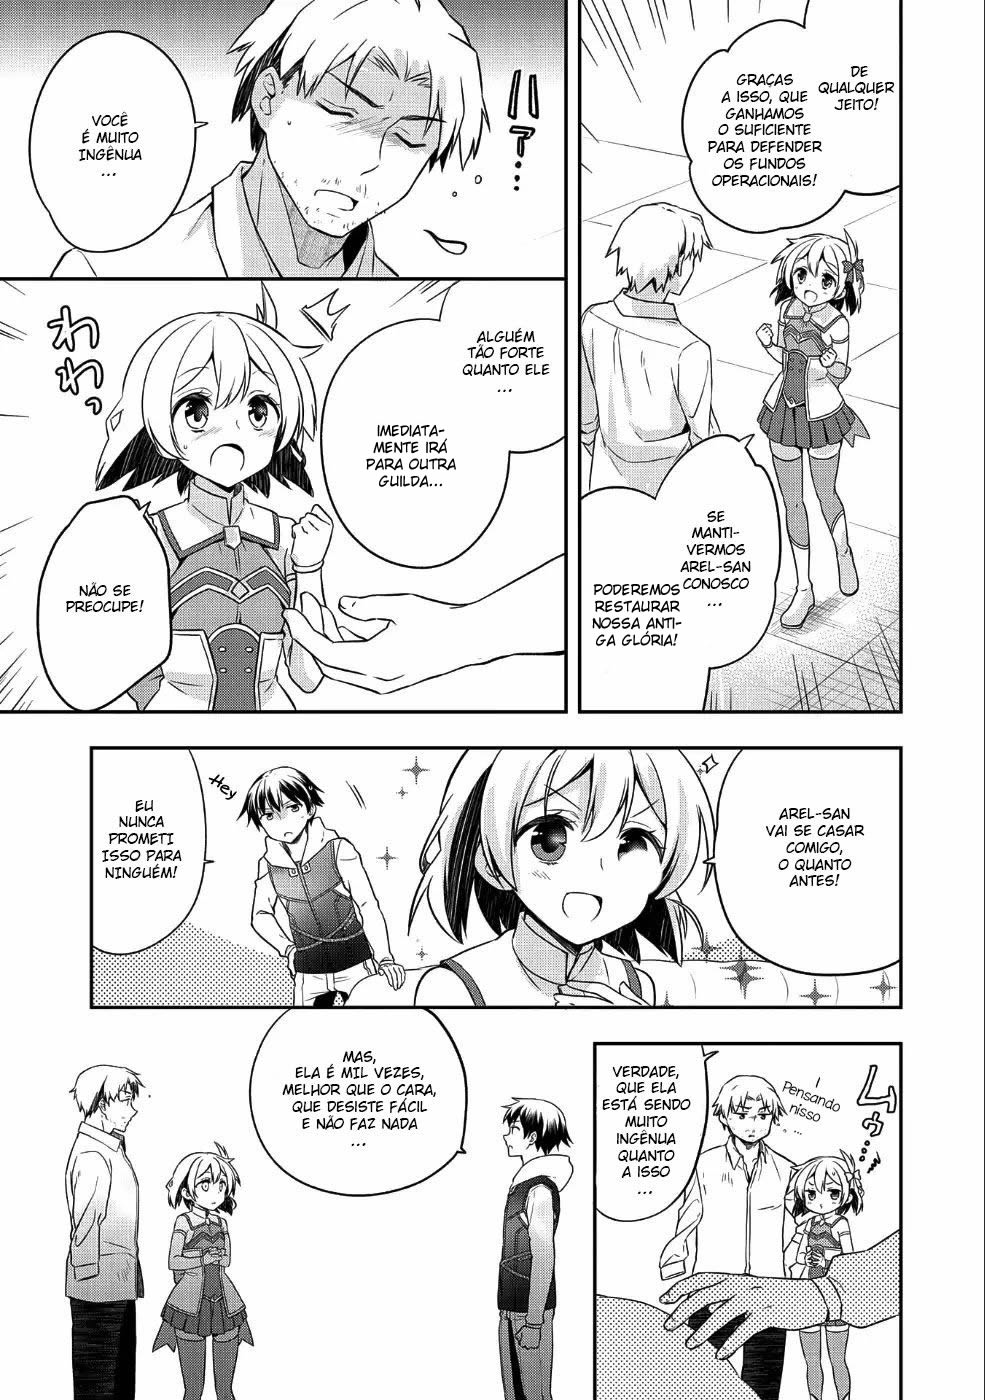 DE
QUALQUER
JEITO!
GRAÇAS
A ISSO, QUE
GANHAMOS
O SUFICIENTE
PARA DEFENDER
OS FUNDOS
OPERACIONAIS!
SE
MANTI-
VERMOS
AREL-SAN
CONOSCO
...
PODEREMOS
RESTAURAR
NOSSA ANTI-
GA GLÓRIA!
ハァ...
VOCÊ
É MUITO
INGÊNUA
...
ALGUÉM
TÃO FORTE
QUANTO ELE
...
IMEDIATA-
MENTE IRÁ
PARA OUTRA
GUILDA...
わわっ
NÃO SE
PREOCUPE!
AREL-SAN
VAI SE CASAR
COMIGO,
O QUANTO
ANTES!
Hey
EU
NUNCA
PROMETI
ISSO PARA
NINGUÉM!
ムゥ...
Pensando
nisso
...
VERDADE,
QUE ELA
ESTÁ SENDO
MUITO
INGÊNUA
QUANTO
A ISSO
...
MAS,
ELA É MIL VEZES,
MELHOR QUE O CARA,
QUE DESISTE FÁCIL
E NÃO FAZ NADA
...